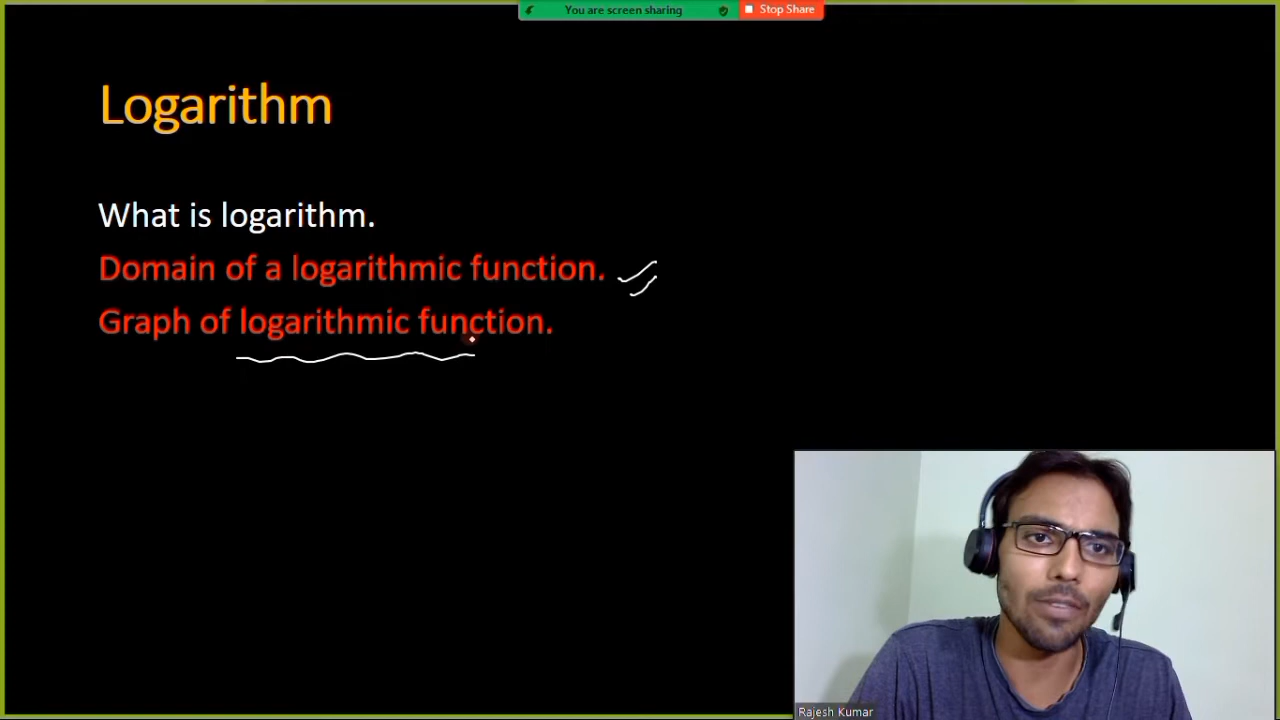 You are screen sharing
Stop Share
Logarithm
What is logarithm.
Domain of a logarithmic function.
Graph of logarithmic function.
Rajesh Kumar